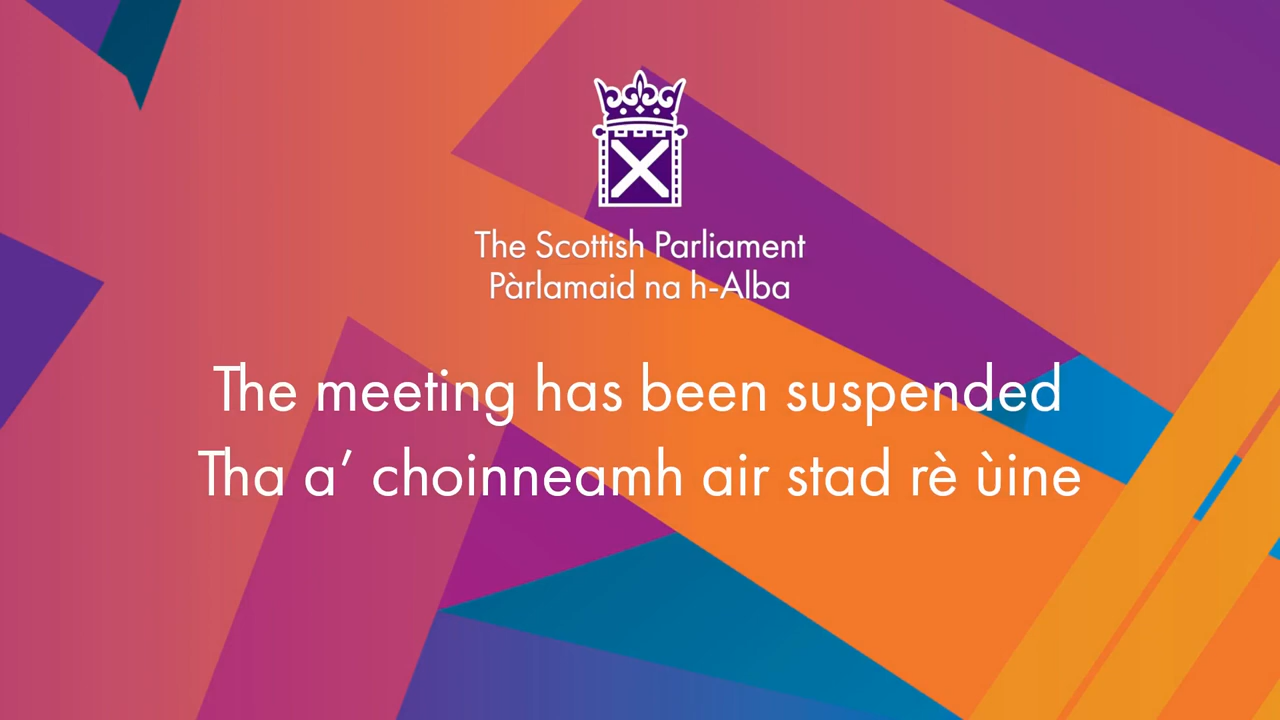 The Scottish Parliament
Pàrlamaid na h-Alba
The meeting has been suspended
Tha a’ choinneamh air stad rè ùine